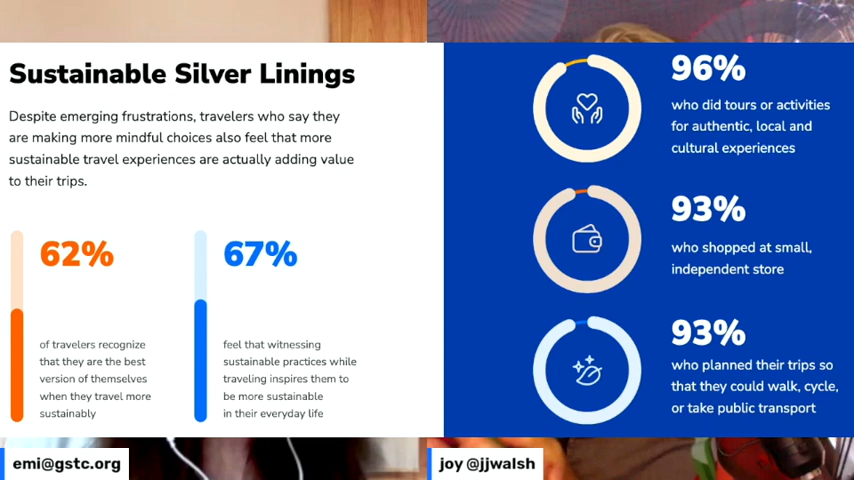 Sustainable Silver Linings
Despite emerging frustrations, travelers who say they
are making more mindful choices also feel that more
sustainable travel experiences are actually adding value
to their trips.
62%
of travelers recognize
that they are the best
version of themselves
when they travel more
sustainably
67%
feel that witnessing
sustainable practices while
traveling inspires them to
be more sustainable
in their everyday life
96%
who did tours or activities
for authentic, local and
cultural experiences
93%
who shopped at small,
independent store
93%
who planned their trips so
that they could walk, cycle,
or take public transport
emi@gstc.org
joy @jjwalsh